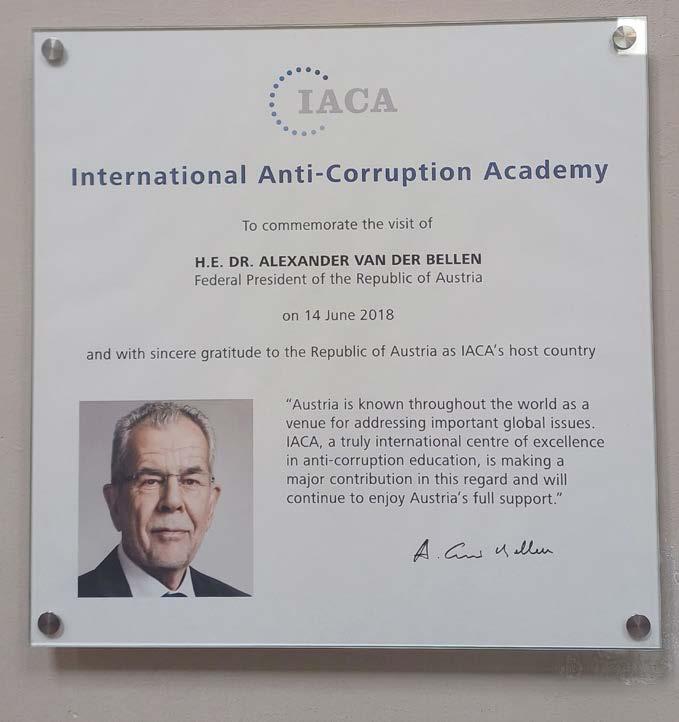 IACA
International Anti-Corruption Academy
To commemorate the visit of
H.E. DR. ALEXANDER VAN DER BELLEN
Federal President of the Republic of Austria
on 14 June 2018
and with sincere gratitude to the Republic of Austria as IACA’s host country
“Austria is known throughout the world as a
venue for addressing important global issues.
IACA, a truly international centre of excellence
in anti-corruption education, is making a
major contribution in this regard and will
continue to enjoy Austria’s full support.”